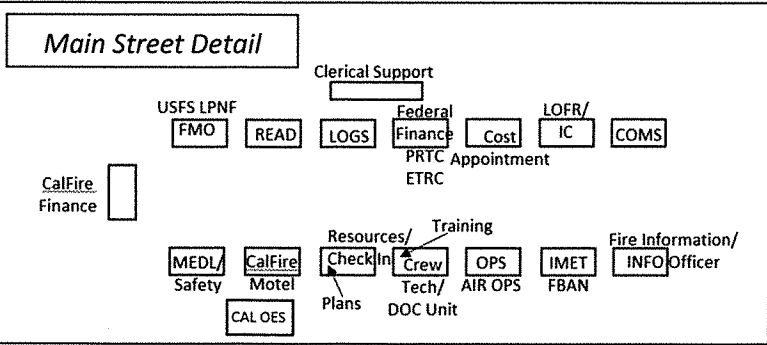 Main Street Detail
Clerical Support
USFS LPNF
FMO
READ
LOGS
Federal
Finance
PRTC
ETRC
Cost
Appointment
LOFR/
IC
COMS
CalFire
Finance
MEDL/
Safety
CalFire
Motel
Resources/
Check In
Plans
Training
Crew
Tech/
DOC Unit
OPS
AIR OPS
IMET
FBAN
Fire Information/
INFO Officer
CAL OES